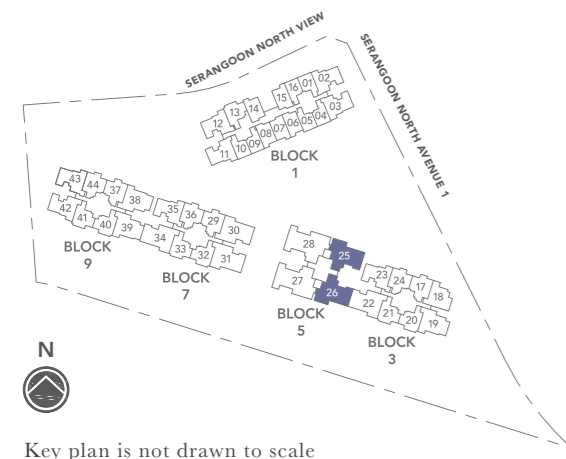 SERANGOON NORTH VIEW
SERANGOON NORTH AVENUE 1
12 13 14 15 16 01 02
11 10 09 08 07 06 05 04 03
BLOCK
1
43 44 37 38 35 36 29 30
42 41 40 39 34 33 32 31
BLOCK
9
BLOCK
7
28 25 23 24 17 18
27 26 22 21 20 19
BLOCK
5
BLOCK
3
N
Key plan is not drawn to scale